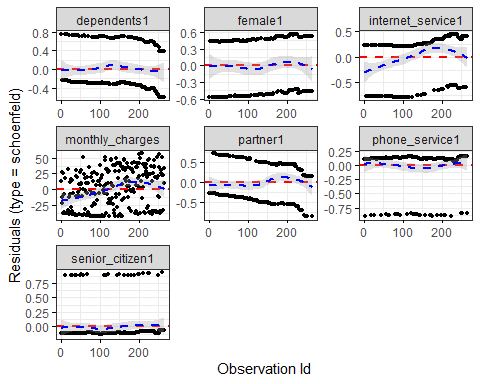 dependents1 female1 internet_service1
0.8 0.4 0.0 -0.4
0.6 0.3 0.0 -0.3 -0.6
0.5 0.0 -0.5
0 100 200 0 100 200 0 100 200
monthly_charges partner1 phone_service1
50 25 0 -25
0.5 0.0 -0.5
0.25 0.00 -0.25 -0.50 -0.75
0 100 200 0 100 200
senior_citizen1
0.75 0.50 0.25 0.00
0 100 200
Residuals (type = schoenfeld)
Observation Id